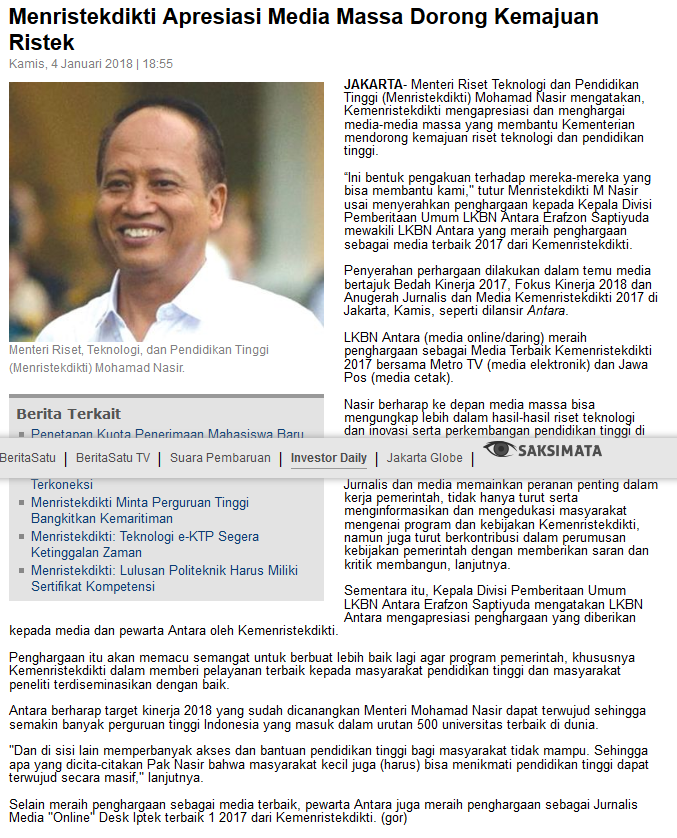 Menristekdikti Apresiasi Media Massa Dorong Kemajuan
Ristek
Kamis, 4 Januari 2018 | 18:55
JAKARTA- Menteri Riset Teknologi dan Pendidikan
Tinggi (Menristekdikti) Mohamad Nasir mengatakan,
Kemenristekdikti mengapresiasi dan menghargai
media-media massa yang membantu Kementerian
mendorong kemajuan riset teknologi dan pendidikan
tinggi.
“Ini bentuk pengakuan terhadap mereka-mereka yang
bisa membantu kami," tutur Menristekdikti M Nasir
usai menyerahkan penghargaan kepada Kepala Divisi
Pemberitaan Umum LKBN Antara Erafzon Saptiyuda
mewakili LKBN Antara yang meraih penghargaan
sebagai media terbaik 2017 dari Kemenristekdikti.
Penyerahan perhargaan dilakukan dalam temu media
bertajuk Bedah Kinerja 2017, Fokus Kinerja 2018 dan
Anugerah Jurnalis dan Media Kemenristekdikti 2017 di
Jakarta, Kamis, seperti dilansir Antara.
LKBN Antara (media online/daring) meraih
penghargaan sebagai Media Terbaik Kemenristekdikti
2017 bersama Metro TV (media elektronik) dan Jawa
Pos (media cetak).
Nasir berharap ke depan media massa bisa
mengungkap lebih dalam hasil-hasil riset teknologi
dan inovasi serta perkembangan pendidikan tinggi di
Menteri Riset, Teknologi, dan Pendidikan Tinggi
(Menristekdikti) Mohamad Nasir.
Berita Terkait
Penetapan Kuota Penerimaan Mahasiswa Baru
BeritaSatu | BeritaSatu TV | Suara Pembaruan | Investor Daily | Jakarta Globe | SAKSIMATA
Terkoneksi
Menristekdikti Minta Perguruan Tinggi
Bangkitkan Kemaritiman
Menristekdikti: Teknologi e-KTP Segera
Ketinggalan Zaman
Menristekdikti: Lulusan Politeknik Harus Miliki
Sertifikat Kompetensi
Jurnalis dan media memainkan peranan penting dalam
kerja pemerintah, tidak hanya turut serta
menginformasikan dan mengedukasi masyarakat
mengenai program dan kebijakan Kemenristekdikti,
namun juga turut berkontribusi dalam perumusan
kebijakan pemerintah dengan memberikan saran dan
kritik membangun, lanjutnya.
Sementara itu, Kepala Divisi Pemberitaan Umum
LKBN Antara Erafzon Saptiyuda mengatakan LKBN
Antara mengapresiasi penghargaan yang diberikan
kepada media dan pewarta Antara oleh Kemenristekdikti.
Penghargaan itu akan memacu semangat untuk berbuat lebih baik lagi agar program pemerintah, khususnya
Kemenristekdikti dalam memberi pelayanan terbaik kepada masyarakat pendidikan tinggi dan masyarakat
peneliti terdiseminasikan dengan baik.
Antara berharap target kinerja 2018 yang sudah dicanangkan Menteri Mohamad Nasir dapat terwujud sehingga
semakin banyak perguruan tinggi Indonesia yang masuk dalam urutan 500 universitas terbaik di dunia.
"Dan di sisi lain memperbanyak akses dan bantuan pendidikan tinggi bagi masyarakat tidak mampu. Sehingga
apa yang dicita-citakan Pak Nasir bahwa masyarakat kecil juga (harus) bisa menikmati pendidikan tinggi dapat
terwujud secara masif," lanjutnya.
Selain meraih penghargaan sebagai media terbaik, pewarta Antara juga meraih penghargaan sebagai Jurnalis
Media "Online" Desk Iptek terbaik 1 2017 dari Kemenristekdikti. (gor)